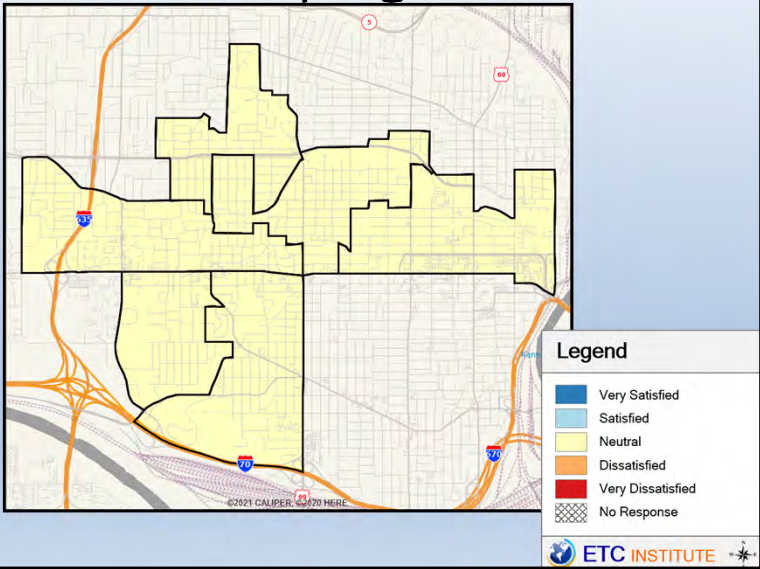 5
69
635
Kans
Legend
Very Satisfied
Satisfied
Neutral
Dissatisfied
Very Dissatisfied
No Response
70
670
69
©2021 CALIPER; ©2020 HERE
ETC INSTITUTE